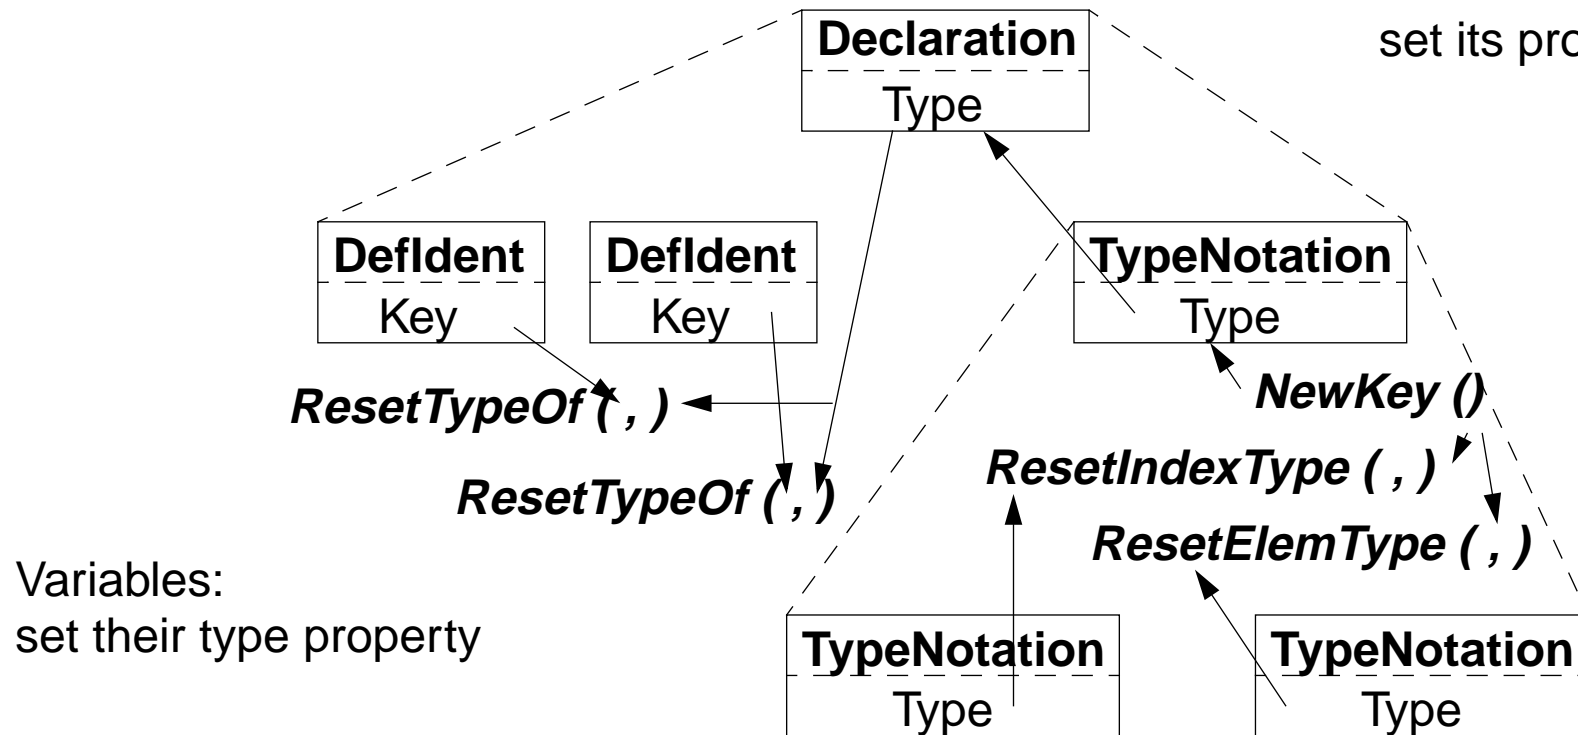 Declaration
set its pro
Type
DefIdent
DefIdent
TypeNotation
Key
Key
Type
ResetTypeOf ( , )
NewKey ()
ResetIndexType ( , )
ResetTypeOf ( , )
ResetElemType ( , )
Variables:
set their type property
TypeNotation
TypeNotation
Type
Type